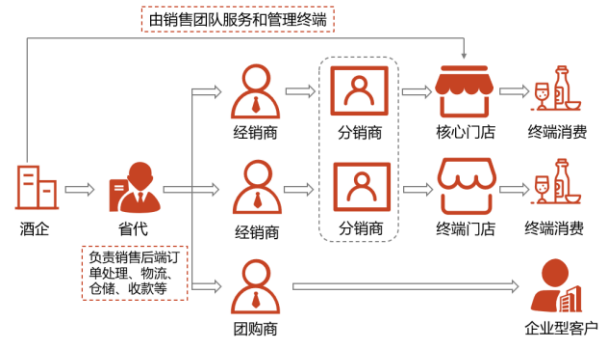 由销售团队服务和管理终端
经销商
分销商
核心门店
终端消费
酒企
省代
经销商
分销商
终端门店
终端消费
负责销售后端订
单处理、物流、
仓储、收款等
团购商
企业型客户